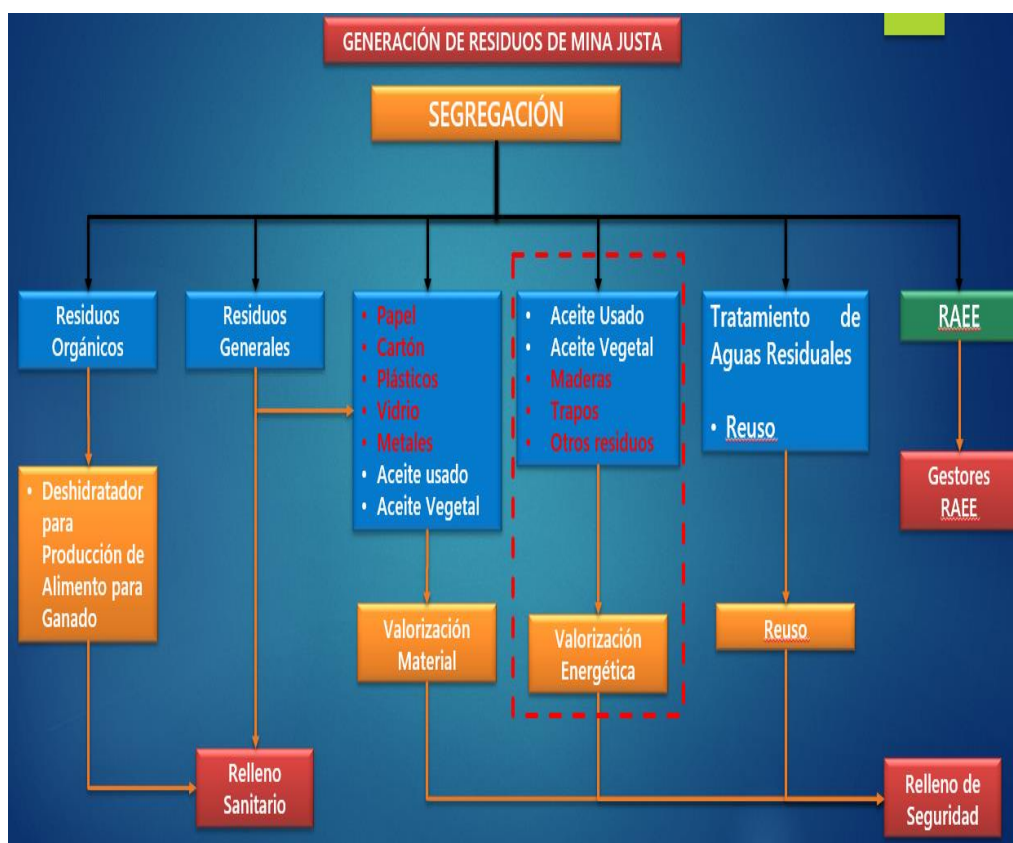 GENERACIÓN DE RESIDUOS DE MINA JUSTA
SEGREGACIÓN
Residuos
Orgánicos
Residuos
Generales
• Papel
• Cartón
• Plásticos
• Vidrio
• Metales
• Aceite usado
• Aceite Vegetal
• Aceite Usado
• Aceite Vegetal
• Maderas
• Trapos
• Otros residuos
Tratamiento de
Aguas Residuales
• Reuso
RAEE
• Deshidratador
para
Producción de
Alimento para
Ganado
Gestores
RAEE
Valorización
Material
Valorización
Energética
Reuso
Relleno
Sanitario
Relleno de
Seguridad